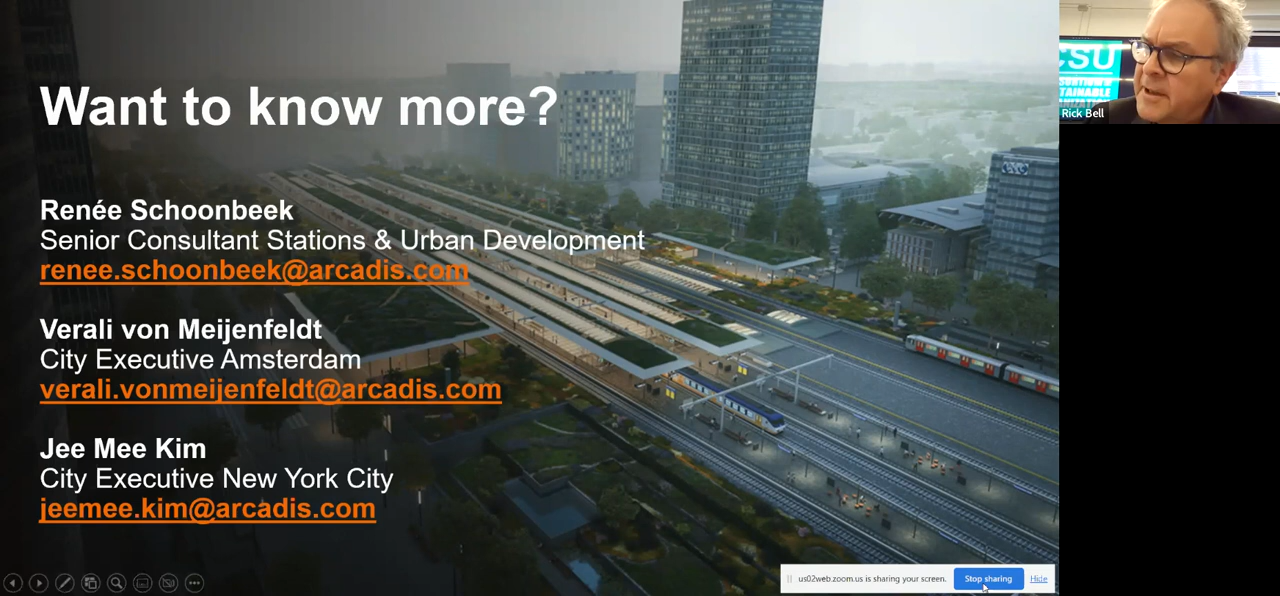 Want to know more?
Renée Schoonbeek
Senior Consultant Stations & Urban Development
renee.schoonbeek@arcadis.com
Verali von Meijenfeldt
City Executive Amsterdam
verali.vonmeijenfeldt@arcadis.com
Jee Mee Kim
City Executive New York City
jeemee.kim@arcadis.com
us02web.zoom.us is sharing your screen.
Stop sharing
Hide
CSU
TAINABLE
Rick Bell